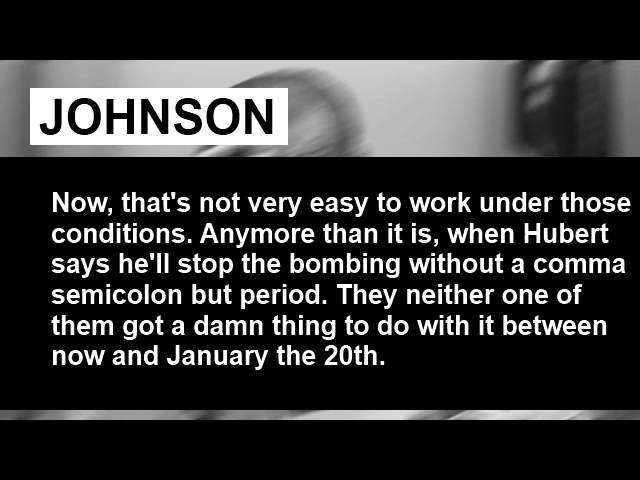 JOHNSON
Now, that's not very easy to work under those
conditions. Anymore than it is, when Hubert
says he'll stop the bombing without a comma
semicolon but period. They neither one of
them got a damn thing to do with it between
now and January the 20th.